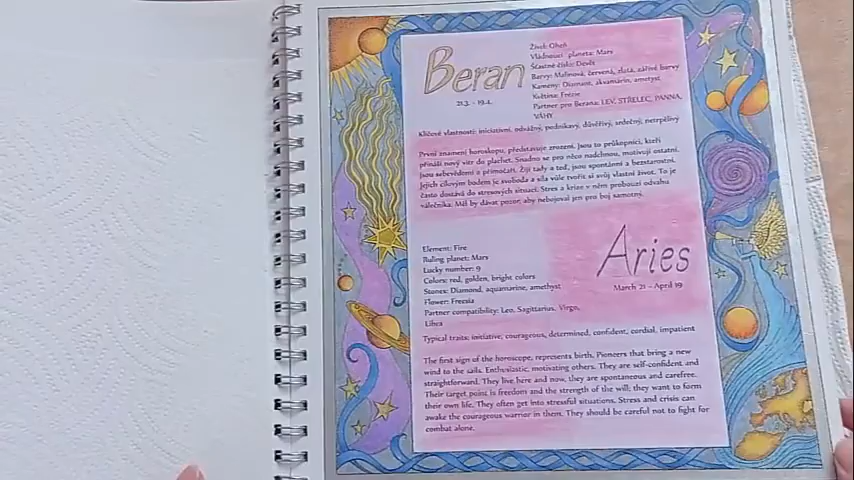 Beran
21.3. - 19.4.
Živel: Oheň
Vládnoucí planeta: Mars
Šťastné číslo: Devět
Barvy: Malinová, červená, zlatá, zářivé barvy
Kameny: Diamant, akvamarín, ametyst
Květina: Frézie
Partner pro Berana: LEV, STŘELEC, PANNA,
VÁHY
Klíčové vlastnosti: iniciativní, odvážný, podnikavý, důvěřivý, srdečný, netrpělivý
První znamení horoskopu, představuje zrození. Jsou to průkopníci, kteří
přináší nový vítr do plachet. Snadno se pro něco nadchnou, motivují ostatní.
Jsou sebevědomí a přímočaří. Žijí tady a teď, jsou spontánní a bezstarostní.
Jejich cílovým bodem je svoboda a síla vůle tvořit si svůj vlastní život. To je
často dostává do stresových situací. Stres a krize v něm probouzí odvahu
válečníka. Měl by dávat pozor, aby nebojoval jen pro boj samotný.
Aries
March 21 - April 19
Element: Fire
Ruling planet: Mars
Lucky number: 9
Colors: red, golden, bright colors
Stones: Diamond, aquamarine, amethyst
Flower: Freesia
Partner compatibility: Leo, Sagittarius, Virgo,
Libra
Typical traits: initiative, courageous, determined, confident, cordial, impatient
The first sign of the horoscope, represents birth. Pioneers that bring a new
wind to the sails. Enthusiastic, motivating others. They are self-confident and
straightforward. They live here and now, they are spontaneous and carefree.
Their target point is freedom and the strength of the will; they want to form
their own life. They often get into stressful situations. Stress and crisis can
awake the courageous warrior in them. They should be careful not to fight for
combat alone.